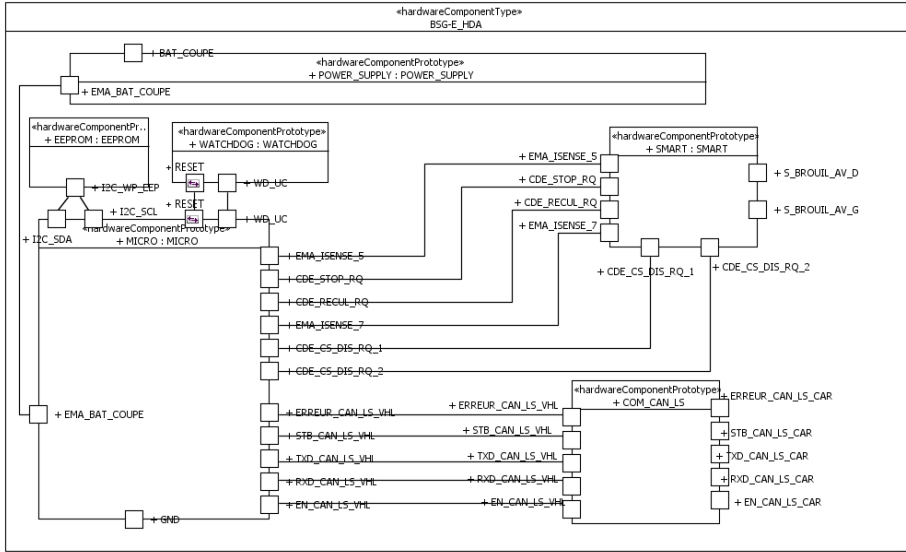 «hardwareComponentType»
BSG-E_HDA
+ BAT_COUPE
«hardwareComponentPrototype»
+ POWER_SUPPLY : POWER_SUPPLY
+ EMA_BAT_COUPE
«hardwareComponentPr...
+ EEPROM : EEPROM
«hardwareComponentPrototype»
+ WATCHDOG : WATCHDOG
«hardwareComponentPrototype»
+ SMART : SMART
+ RESET
+ WD_UC
+ I2C_WP_EEP
+ EMA_ISENSE_5
+ CDE_STOP_RQ
+ CDE_RECUL_RQ
+ EMA_ISENSE_7
+ S_BROUIL_AV_D
+ S_BROUIL_AV_G
+ RESET
+ I2C_SCL
+ WD_UC
+ I2C_SDA
«hardwareComponentPrototype»
+ MICRO : MICRO
+ EMA_ISENSE_5
+ CDE_STOP_RQ
+ CDE_RECUL_RQ
+ EMA_ISENSE_7
+ CDE_CS_DIS_RQ_1
+ CDE_CS_DIS_RQ_2
+ CDE_CS_DIS_RQ_1
+ CDE_CS_DIS_RQ_2
+ EMA_BAT_COUPE
+ ERREUR_CAN_LS_VHL
+ STB_CAN_LS_VHL
+ TXD_CAN_LS_VHL
+ RXD_CAN_LS_VHL
+ EN_CAN_LS_VHL
+ GND
+ ERREUR_CAN_LS_VHL
+ STB_CAN_LS_VHL
+ TXD_CAN_LS_VHL
+ RXD_CAN_LS_VHL
+ EN_CAN_LS_VHL
«hardwareComponentPrototype»
+ COM_CAN_LS
+ ERREUR_CAN_LS_CAR
+ STB_CAN_LS_CAR
+ TXD_CAN_LS_CAR
+ RXD_CAN_LS_CAR
+ EN_CAN_LS_CAR